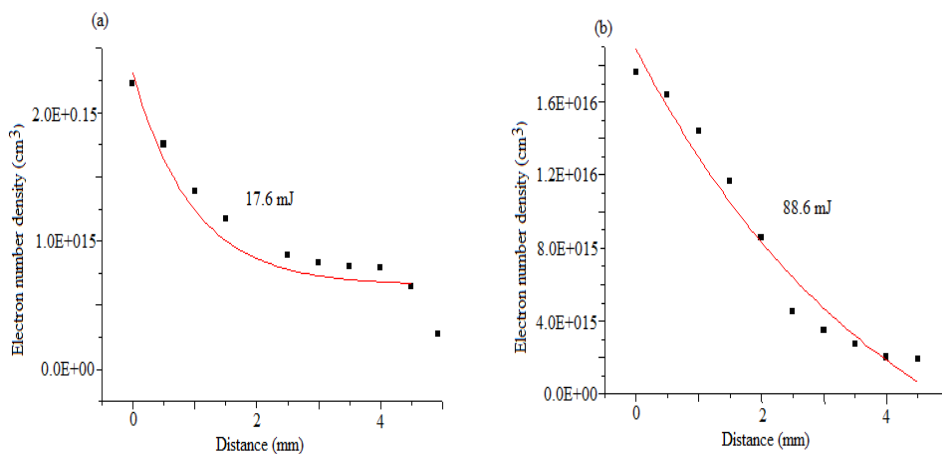 (a)
Electron number density (cm3)
2.0E+0.15
1.0E+015
0.0E+00
17.6 mJ
0
2
4
Distance (mm)
(b)
Electron number density (cm3)
1.6E+016
1.2E+016
8.0E+015
4.0E+015
0.0E+00
88.6 mJ
0
2
4
Distance (mm)